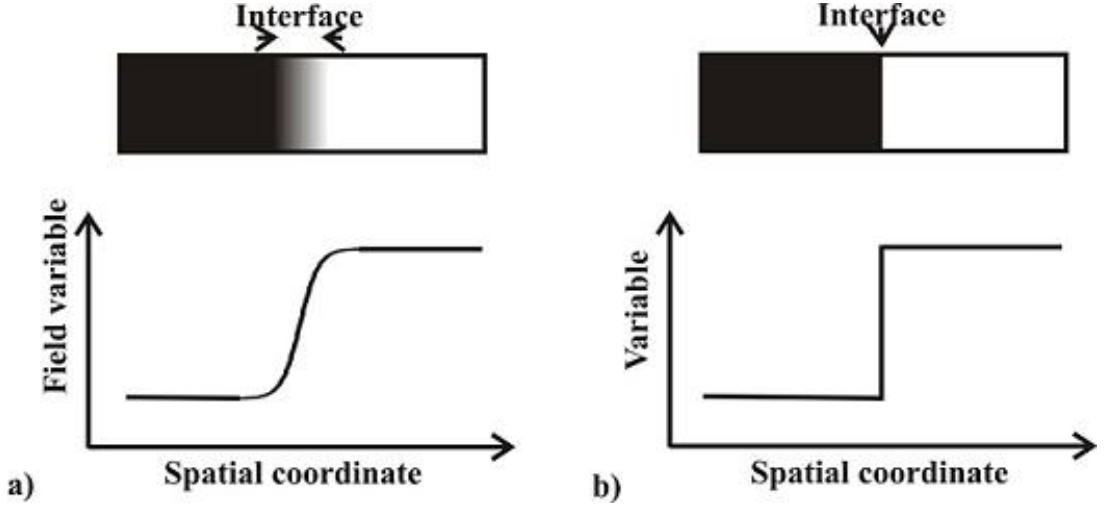 Interface
Field variable
Spatial coordinate
a)
Interface
Variable
Spatial coordinate
b)